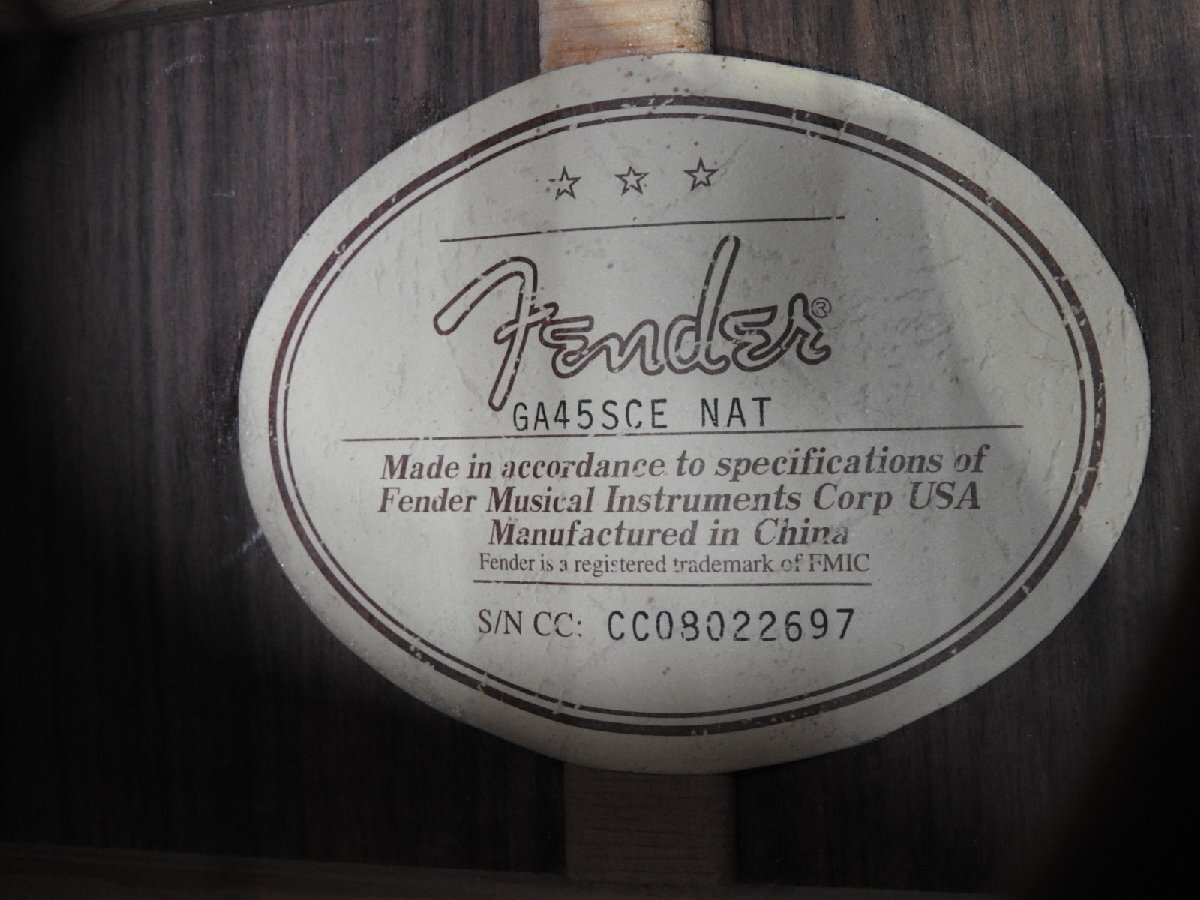 ☆ ☆ ☆
Fender®
GA45SCE NAT
Made in accordance to specifications of
Fender Musical Instruments Corp USA
Manufactured in China
Fender is a registered trademark of FMIC
S/N CC: CC08022697